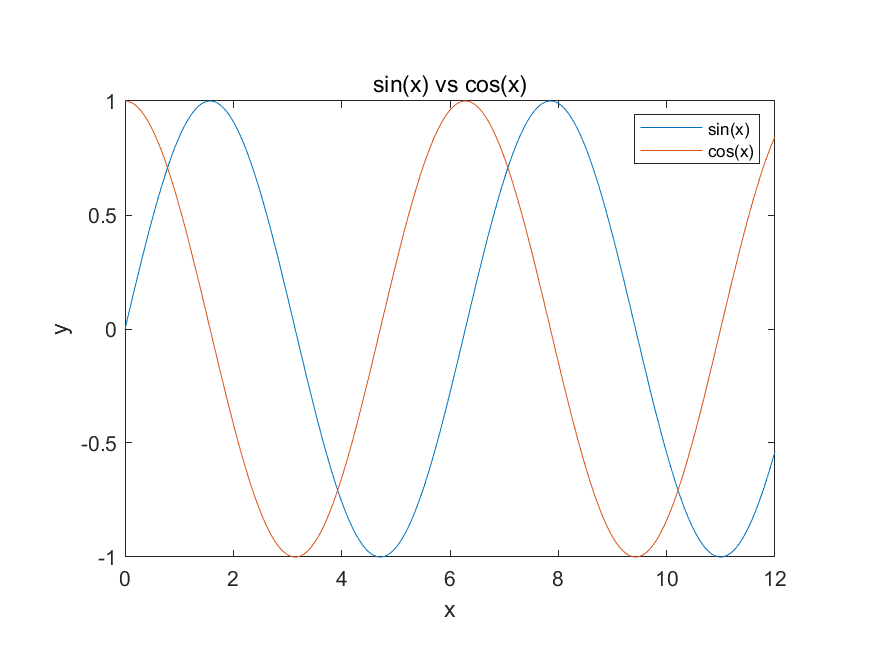 sin(x) vs cos(x)
1
0.5
0
-0.5
-1
y
sin(x)
cos(x)
0 2 4 6 8 10 12
x